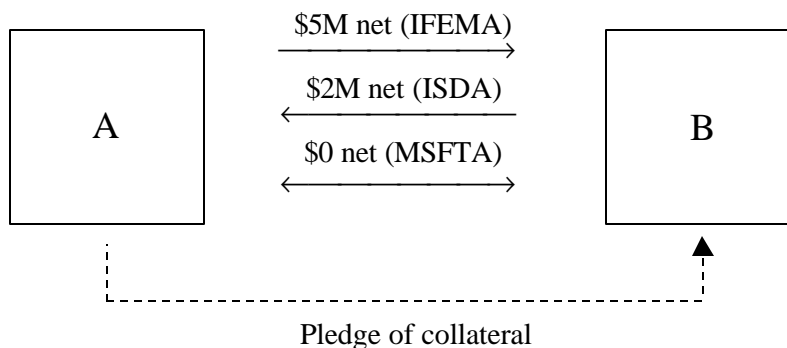 $5M net (IFEMA)
$2M net (ISDA)
A
B
$0 net (MSFTA)
Pledge of collateral